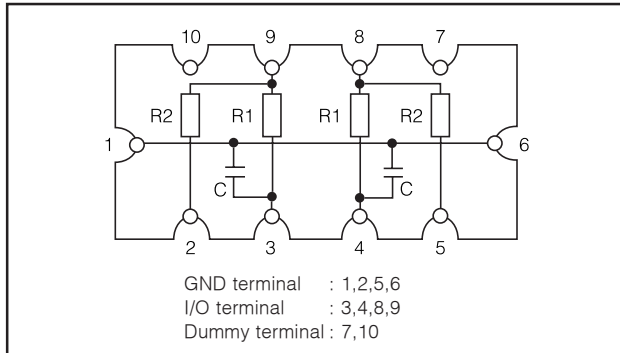 10 9 8 7
R2 R1 R1 R2
1 6
C C
2 3 4 5
GND terminal : 1,2,5,6
I/O terminal : 3,4,8,9
Dummy terminal : 7,10